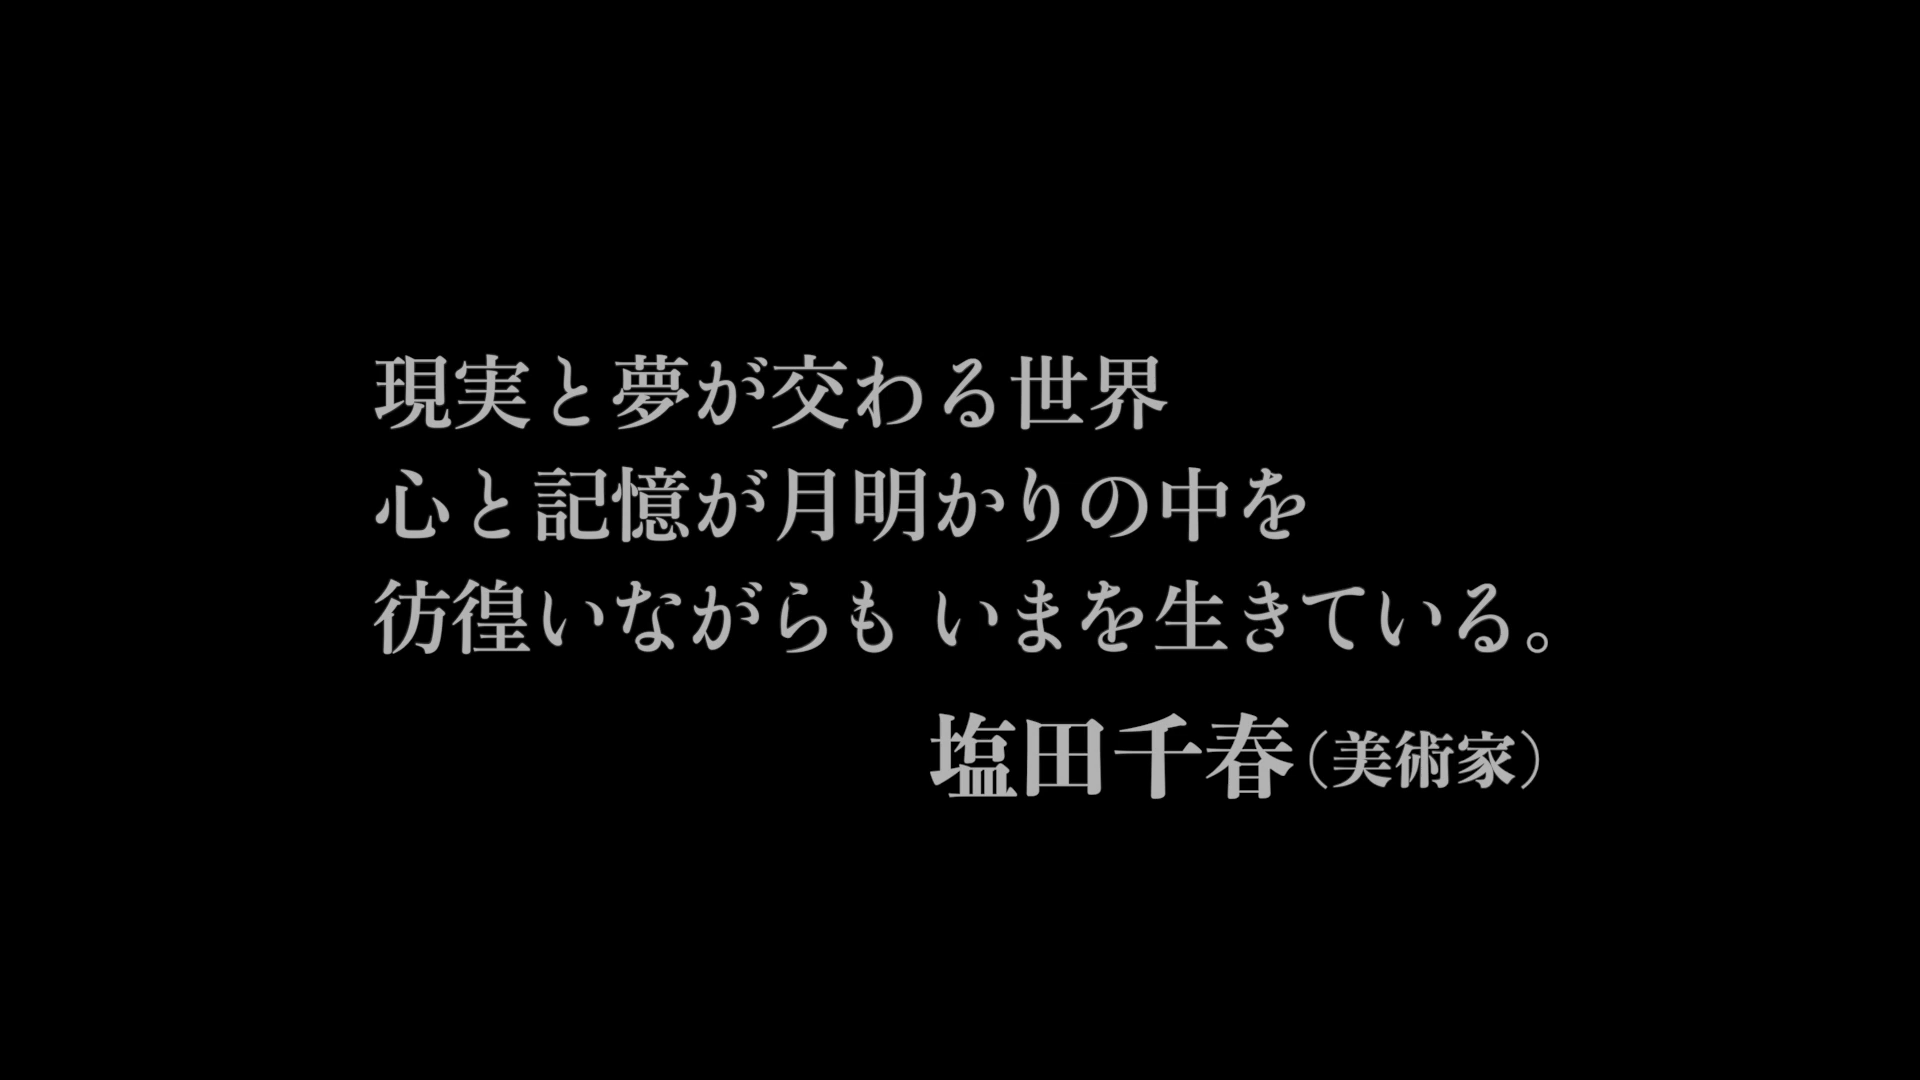 現実と夢が交わる世界
心と記憶が月明かりの中を
彷徨いながらも いまを生きている。
塩田千春（美術家）